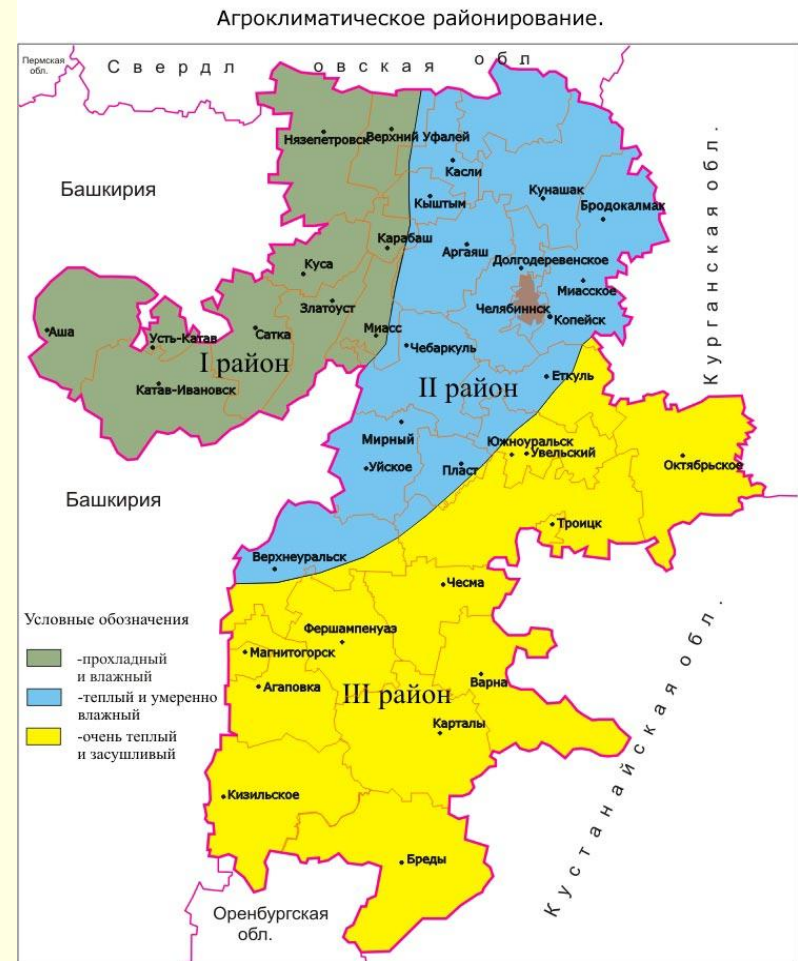 Агроклиматическое районирование.
Пермская
обл.
Свердловская обл
Башкирия
Нязепетровск
Верхний Уфалей
Касли
Кыштым
Кунашак
Бродокалмак
Курганская обл.
Карабаш
Аргаяш
Долгодеревенское
Куса
Миасское
Златоуст
Челябиннск
Копейск
Аша
Усть-Катав
Сатка
Миасс
Чебаркуль
I район
Катав-Ивановск
II район
Еткуль
Мирный
Южноуральск
Увельский
Уйское
Пласт
Октябрьское
Башкирия
Троицк
Верхнеуральск
Чесма
Условные обозначения
-прохладный
и влажный
-теплый и умеренно
влажный
-очень теплый
и засушливый
Фершампенуаз
Магнитогорск
Агаповка
III район
Варна
Карталы
Кустанайская обл.
Кизильское
Бреды
Оренбургская
обл.